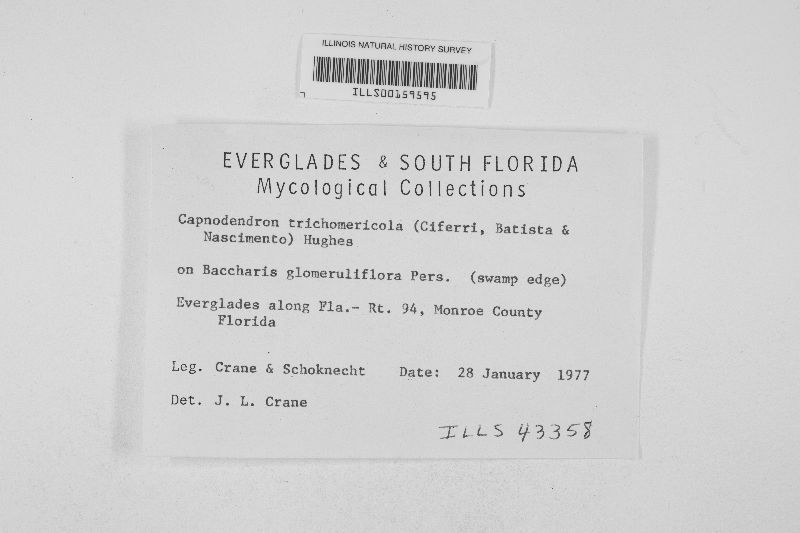 ILLINOIS NATURAL HISTORY SURVEY
ILLS00159595
EVERGLADES & SOUTH FLORIDA
Mycological Collections
Capnodendron trichomericola (Ciferri, Batista &
Nascimento) Hughes
on Baccharis glomeruliflora Pers. (swamp edge)
Everglades along Fla.- Rt. 94, Monroe County
Florida
Leg. Crane & Schoknecht Date: 28 January 1977
Det. J. L. Crane
ILLS 43358